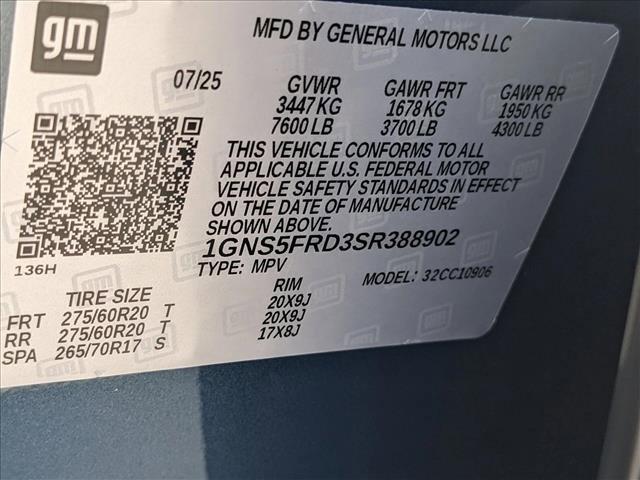 gm
MFD BY GENERAL MOTORS LLC
07/25 GVWR GAWR FRT GAWR RR
3447 KG 1678 KG 1950 KG
7600 LB 3700 LB 4300 LB
THIS VEHICLE CONFORMS TO ALL
APPLICABLE U.S. FEDERAL MOTOR
VEHICLE SAFETY STANDARDS IN EFFECT
ON THE DATE OF MANUFACTURE
SHOWN ABOVE.
1GNS5FRD3SR388902
136H
TYPE: MPV MODEL: 32CC10906
TIRE SIZE RIM
FRT 275/60R20 T 20X9J
RR 275/60R20 T 20X9J
SPA 265/70R17 S 17X8J